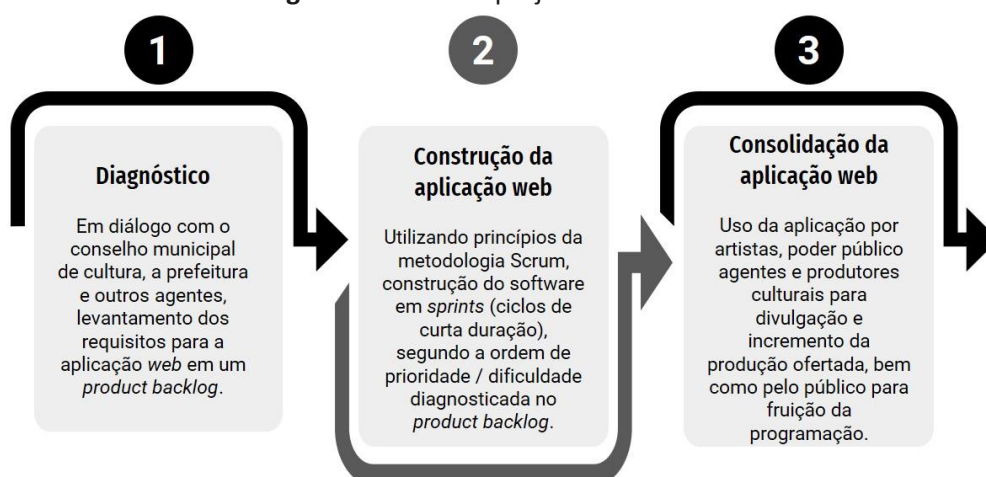 1
Diagnóstico
Em diálogo com o
conselho municipal
de cultura, a prefeitura
e outros agentes,
levantamento dos
requisitos para a
aplicação web em um
product backlog.
2
Construção da
aplicação web
Utilizando princípios da
metodologia Scrum,
construção do software
em sprints (ciclos de
curta duração),
segundo a ordem de
prioridade / dificuldade
diagnosticada no
product backlog.
3
Consolidação da
aplicação web
Uso da aplicação por
artistas, poder público
agentes e produtores
culturais para
divulgação e
incremento da
produção ofertada, bem
como pelo público para
fruição da
programação.